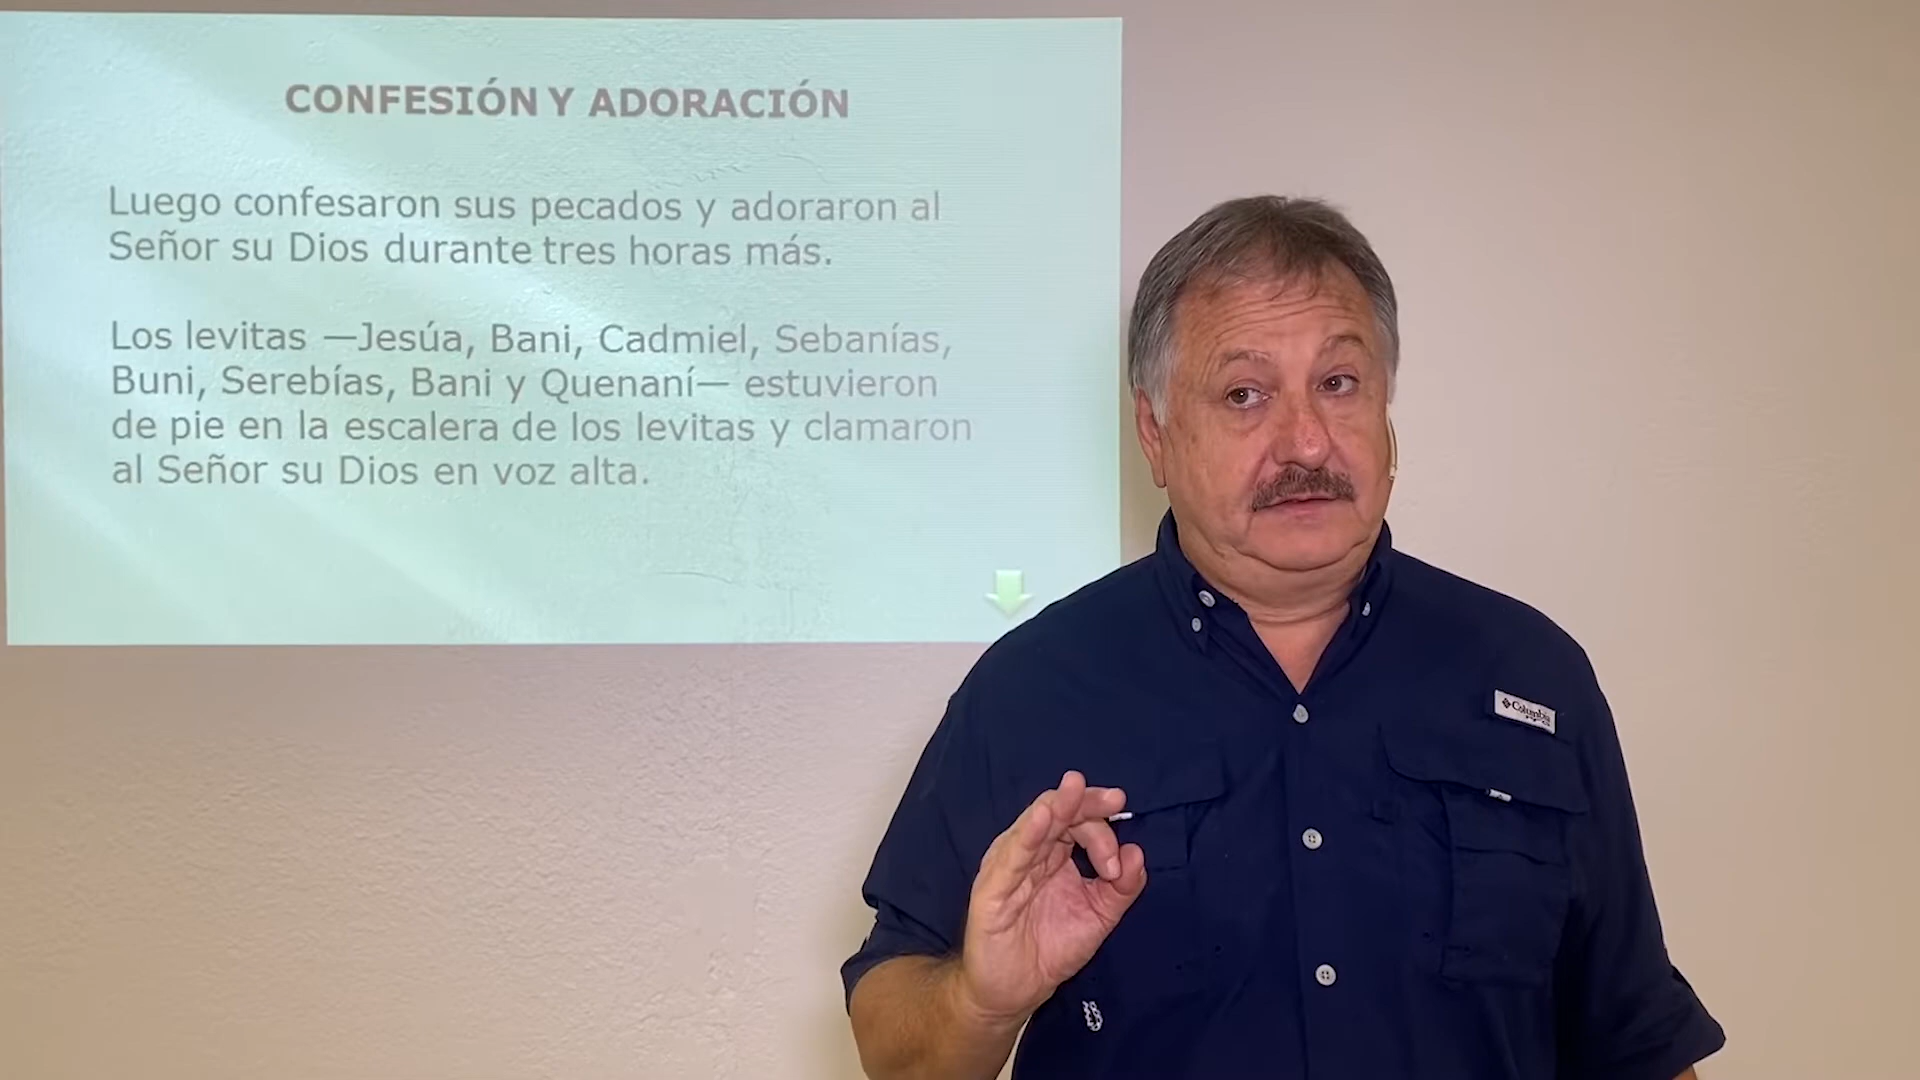 CONFESIÓN Y ADORACIÓN
Luego confesaron sus pecados y adoraron al
Señor su Dios durante tres horas más.
Los levitas —Jesúa, Bani, Cadmiel, Sebanías,
Buni, Serebías, Bani y Quenaní— estuvieron
de pie en la escalera de los levitas y clamaron
al Señor su Dios en voz alta.
Columbia